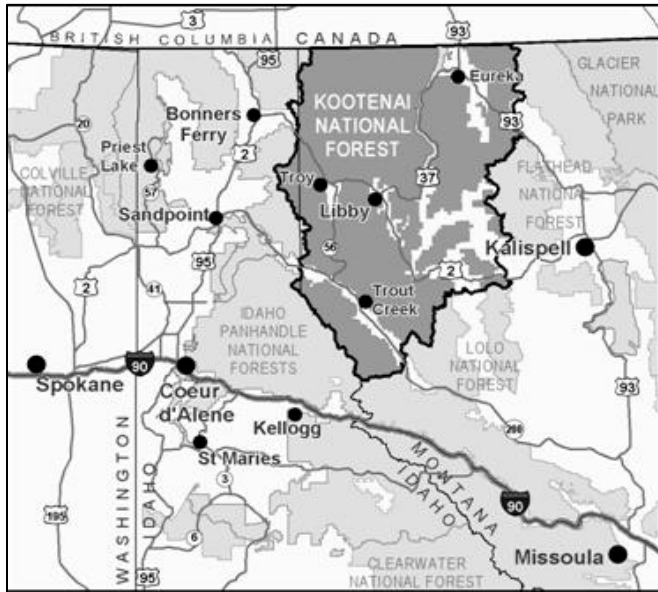 3
93
BRITISH COLUMBIA CANADA
95
Eureka
GLACIER
NATIONAL
PARK
KOOTENAI
NATIONAL
FOREST
Bonners
Ferry
93
20
2
Priest
Lake
COLVILLE
NATIONAL
FOREST
57
Troy
37
FLATHEAD
NATIONAL
FOREST
Libby
Sandpoint
56
Kalispell
95
2
2
41
Trout
Creek
IDAHO
PANHANDLE
NATIONAL
FORESTS
LOLO
NATIONAL
FOREST
90
Spokane
Coeur
d'Alene
93
Kellogg
200
St Maries
WASHINGTON
IDAHO
MONTANA
IDAHO
3
90
195
6
Missoula
CLEARWATER
NATIONAL FOREST
95